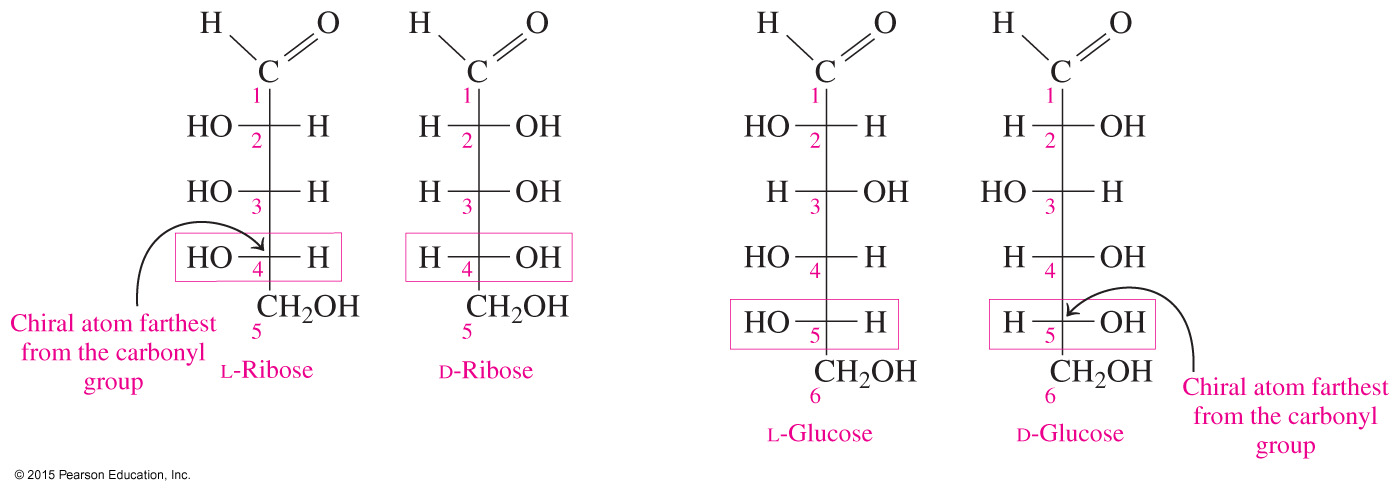 H O H O H O H O
C C C C
1 1 1 1
HO H H OH HO H H OH
2 2 2 2
HO H H OH H OH HO H
3 3 3 3
HO H H OH HO H H OH
4 4 4 4
CH₂OH CH₂OH HO H H OH
5 5 5 5
Chiral atom farthest
from the carbonyl
group
L-Ribose D-Ribose
CH₂OH CH₂OH
6 6
Chiral atom farthest
from the carbonyl
group
L-Glucose D-Glucose
© 2015 Pearson Education, Inc.